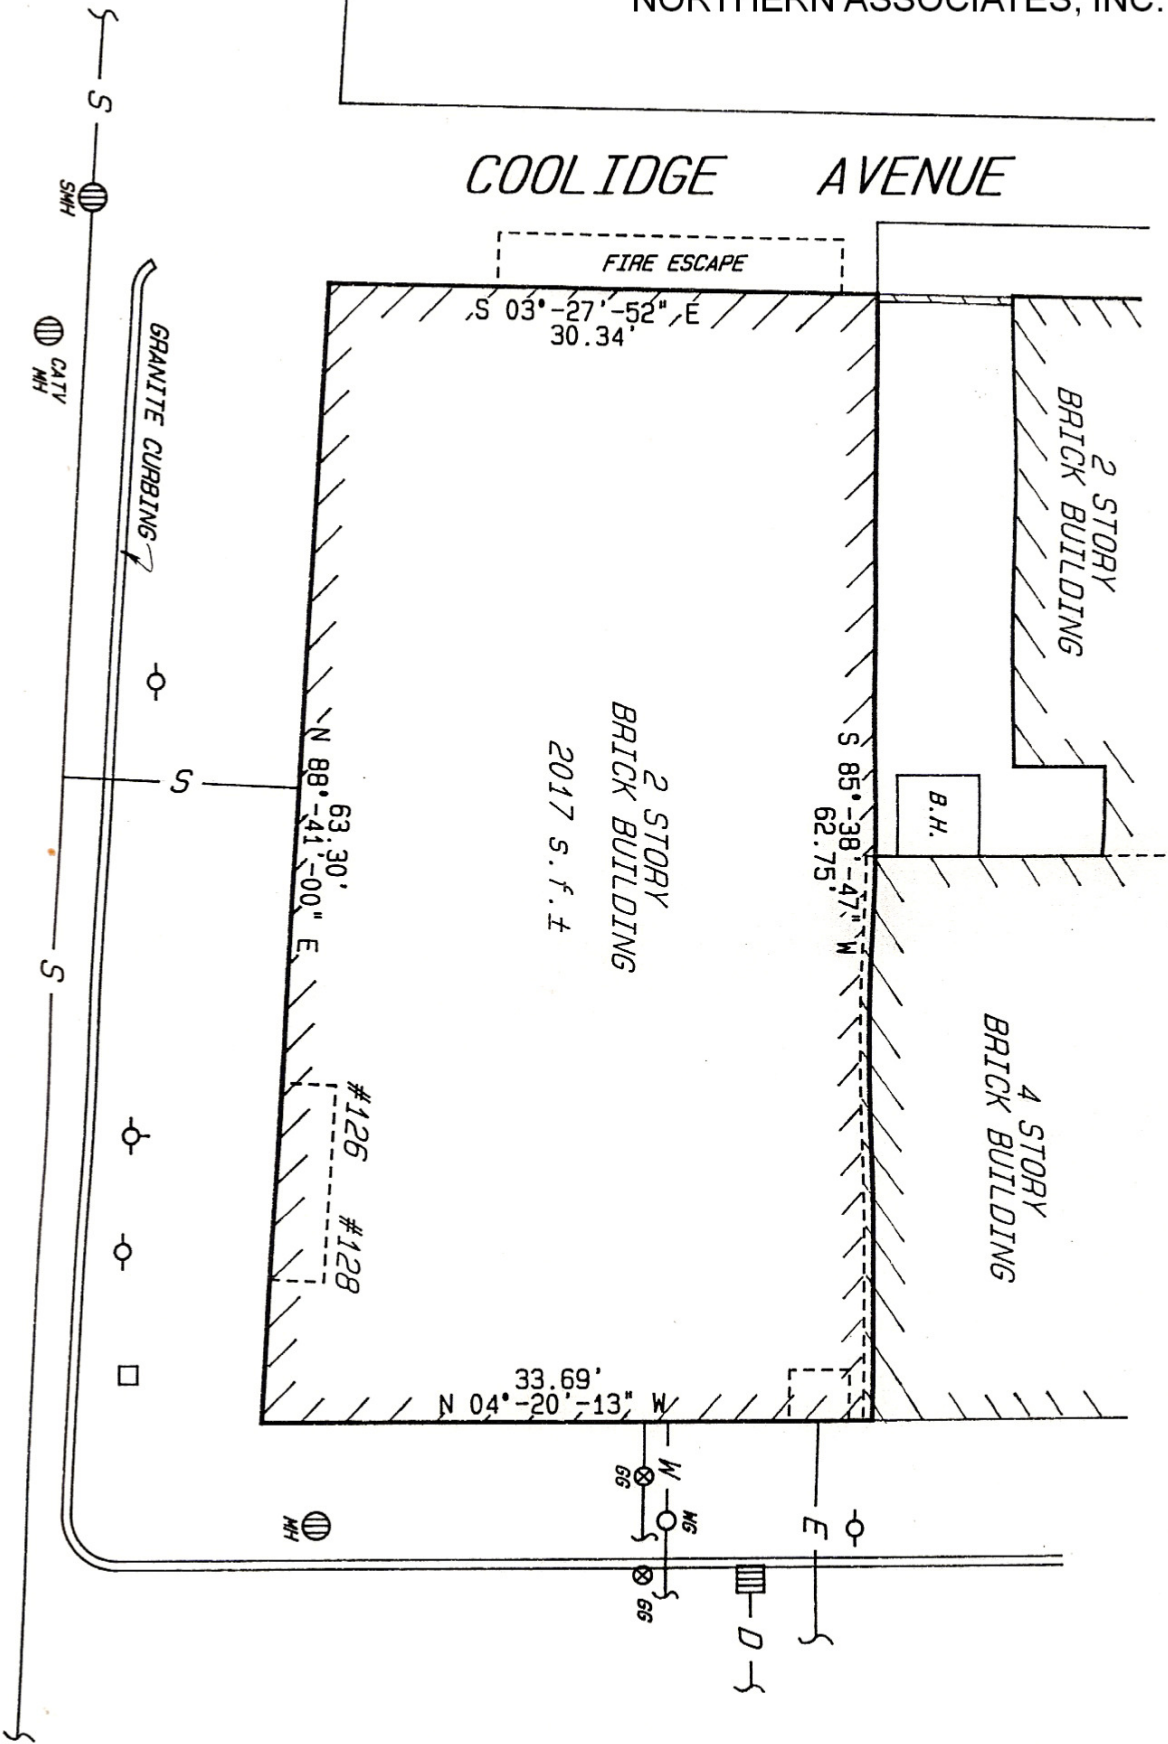 NORTHERN ASSOCIATES, INC.
COOLIDGE AVENUE
FIRE ESCAPE
S 03°-27'-52" E
30.34'
S
SMH
CATV
MH
GRANITE CURBING
2 STORY
BRICK BUILDING
B.H.
S 85°-38'-47" W
62.75'
2 STORY
BRICK BUILDING
2017 s.f.±
63.30'
N 88°-41'-00" E
S
S
4 STORY
BRICK BUILDING
#126 #128
33.69'
N 04°-20'-13" W
GG
W
WG
E
MH
GG
D